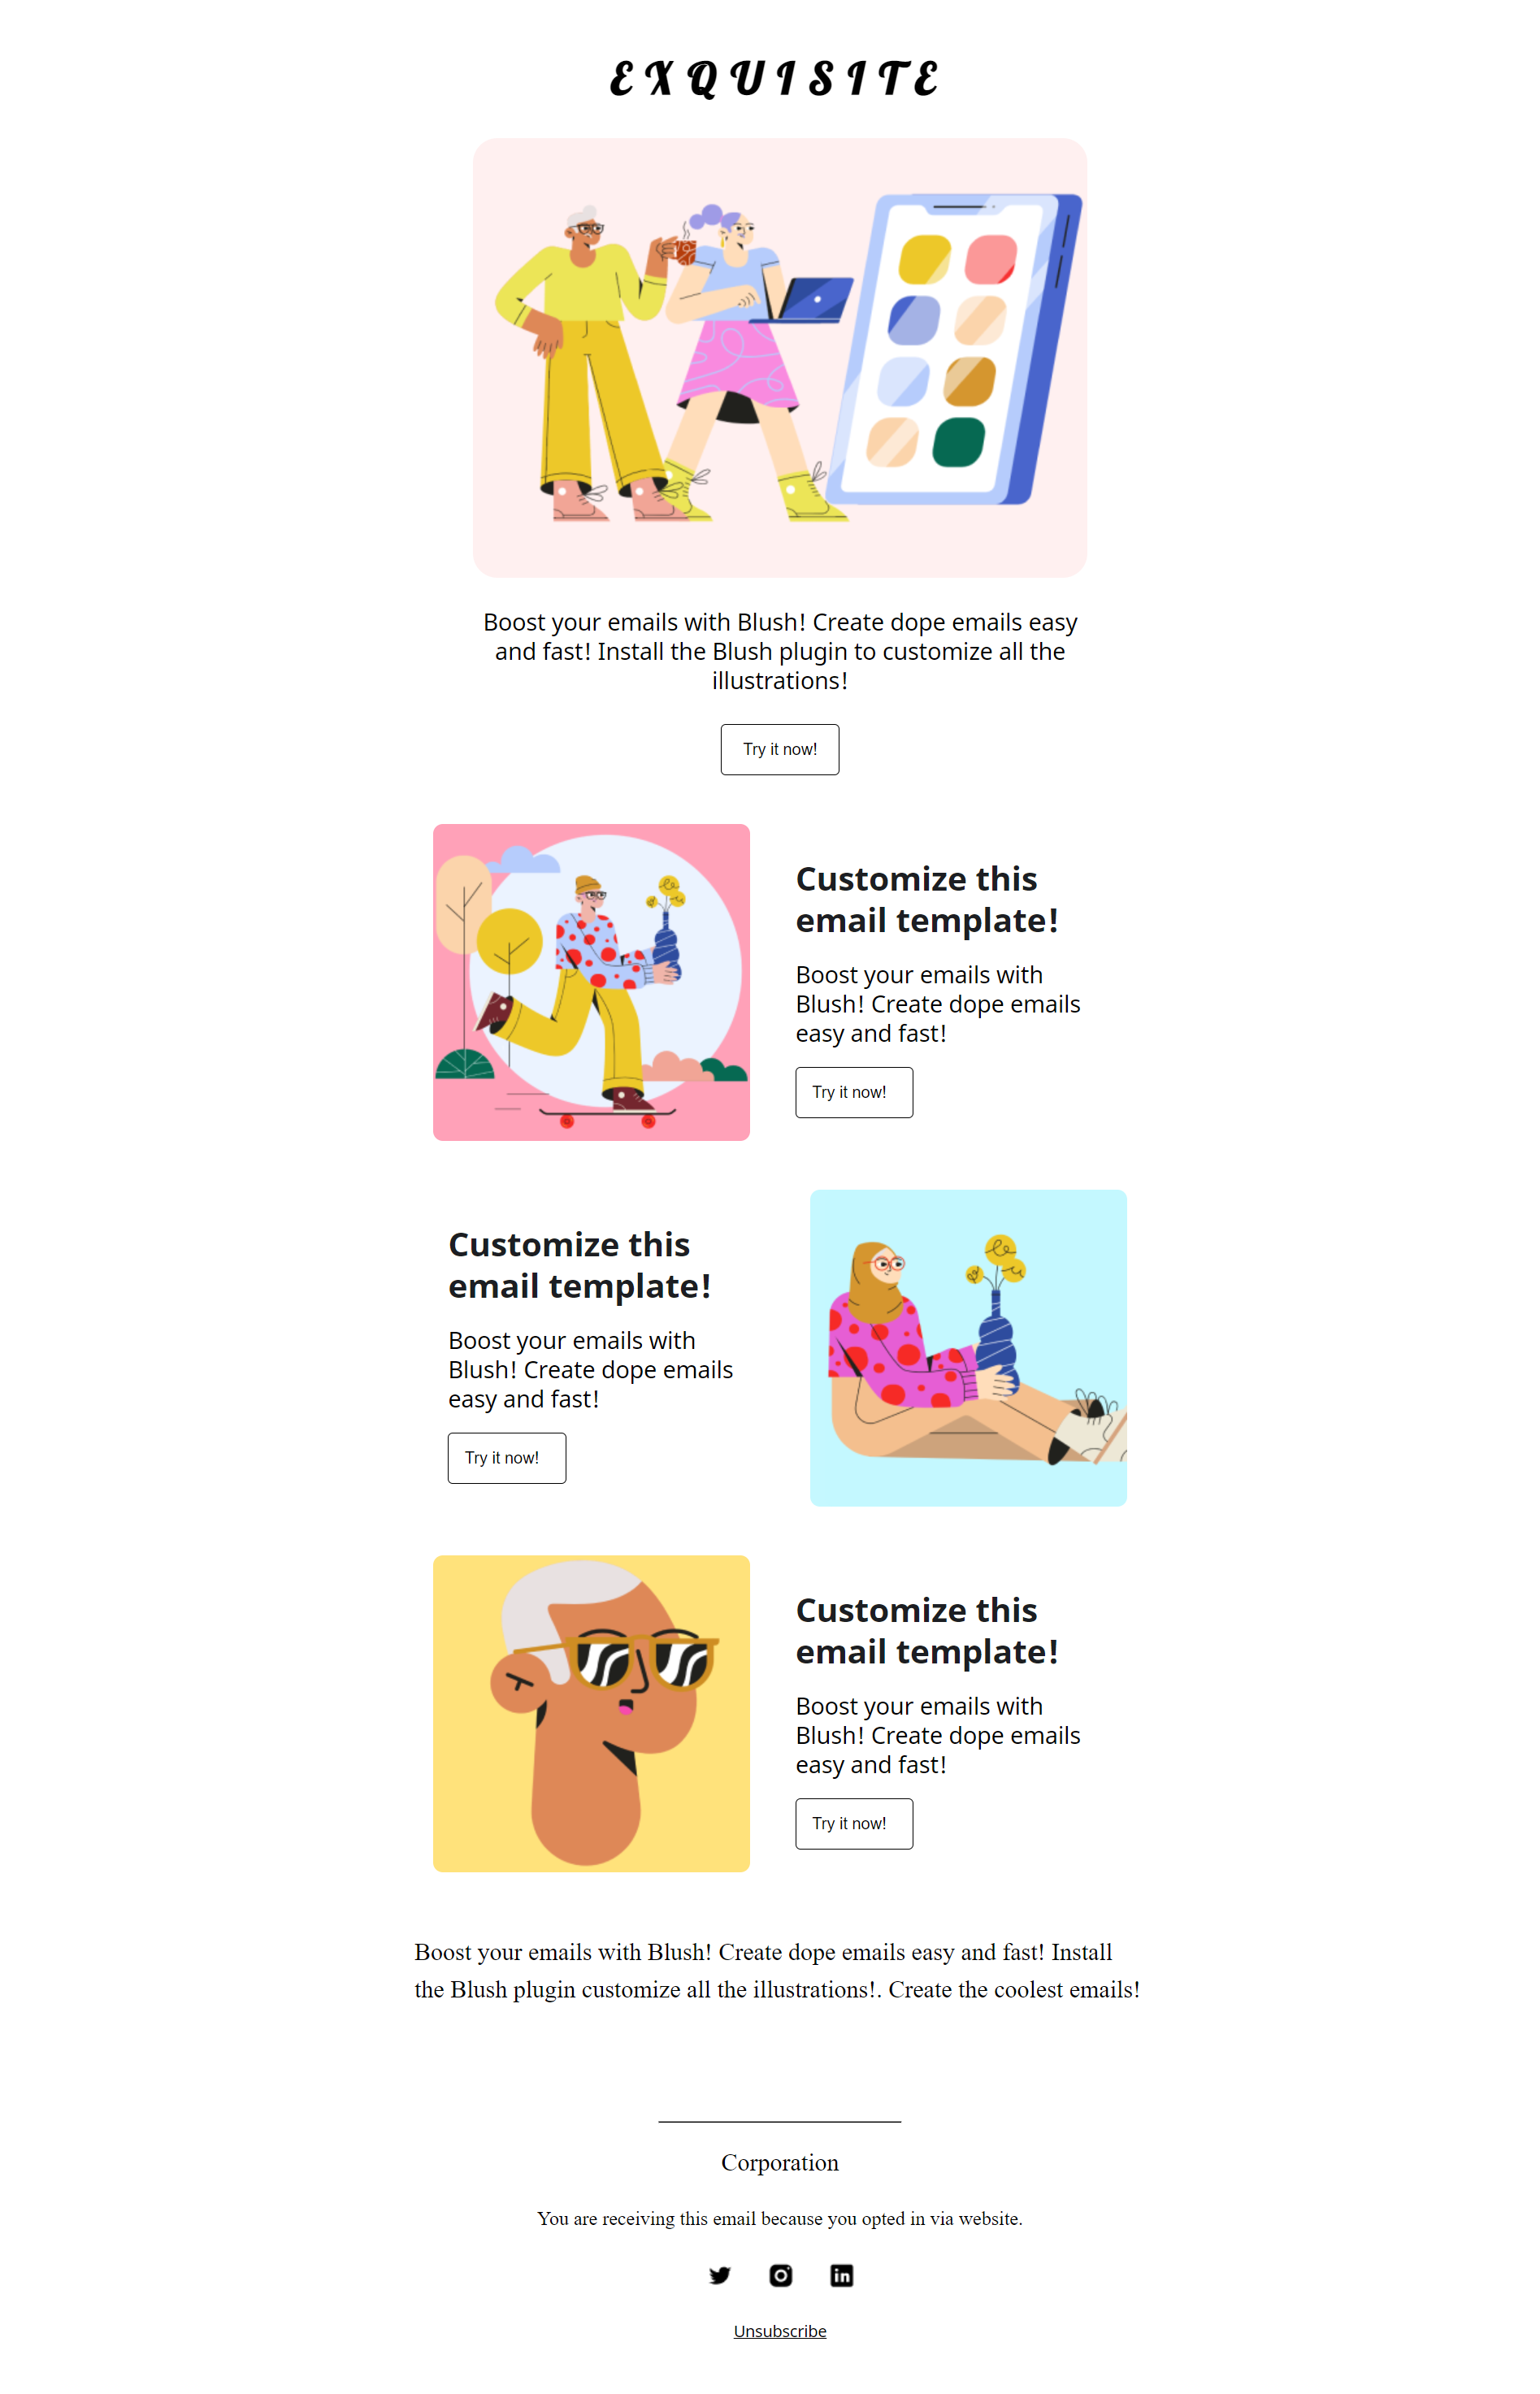 EXQUISITE
Boost your emails with Blush! Create dope emails easy
and fast! Install the Blush plugin to customize all the
illustrations!
Try it now!
Customize this
email template!
Boost your emails with
Blush! Create dope emails
easy and fast!
Try it now!
Customize this
email template!
Boost your emails with
Blush! Create dope emails
easy and fast!
Try it now!
Customize this
email template!
Boost your emails with
Blush! Create dope emails
easy and fast!
Try it now!
Boost your emails with Blush! Create dope emails easy and fast! Install
the Blush plugin customize all the illustrations!. Create the coolest emails!
Corporation
You are receiving this email because you opted in via website.
in
Unsubscribe